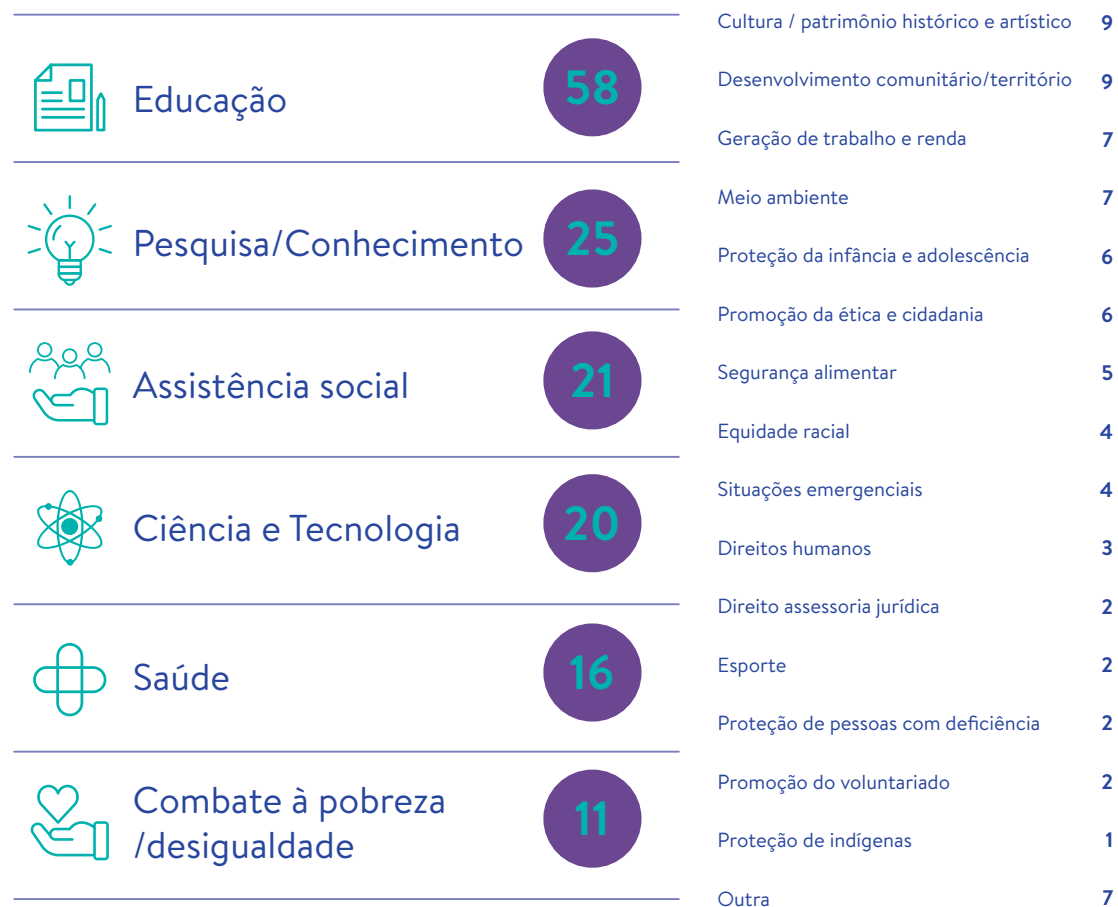 Educação
58
Pesquisa/Conhecimento
25
Assistência social
21
Ciência e Tecnologia
20
Saúde
16
Combate à pobreza
/desigualdade
11
Cultura / patrimônio histórico e artístico 9
Desenvolvimento comunitário/território 9
Geração de trabalho e renda 7
Meio ambiente 7
Proteção da infância e adolescência 6
Promoção da ética e cidadania 6
Segurança alimentar 5
Equidade racial 4
Situações emergenciais 4
Direitos humanos 3
Direito assessoria jurídica 2
Esporte 2
Proteção de pessoas com deficiência 2
Promoção do voluntariado 2
Proteção de indígenas 1
Outra 7